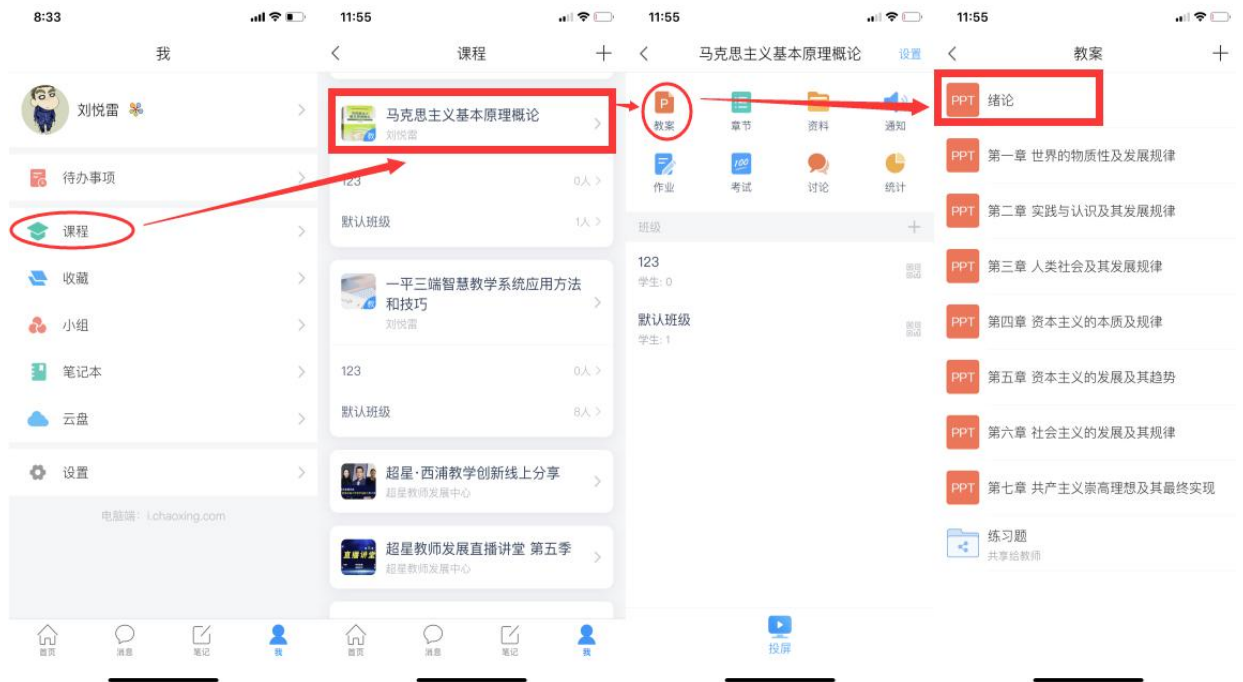 8:33
我
刘悦雷
待办事项
课程
收藏
小组
笔记本
云盘
设置
电脑端：i.chaoxing.com
首页
消息
笔记
我
11:55
课程
马克思主义基本原理概论
刘悦雷
教
123
0人
默认班级
1人
一平三端智慧教学系统应用方法
和技巧
刘悦雷
教
123
0人
默认班级
8人
超星·西浦教学创新线上分享
超星教师发展中心
超星教师发展直播讲堂 第五季
超星教师发展中心
直播讲堂
首页
消息
笔记
我
11:55
马克思主义基本原理概论
设置
P
教案
章节
资料
通知
作业
100
考试
讨论
统计
班级
123
学生: 0
默认班级
学生: 1
投屏
11:55
教案
PPT 绪论
PPT 第一章 世界的物质性及发展规律
PPT 第二章 实践与认识及其发展规律
PPT 第三章 人类社会及其发展规律
PPT 第四章 资本主义的本质及规律
PPT 第五章 资本主义的发展及其趋势
PPT 第六章 社会主义的发展及其规律
PPT 第七章 共产主义崇高理想及其最终实现
练习题
共享给教师